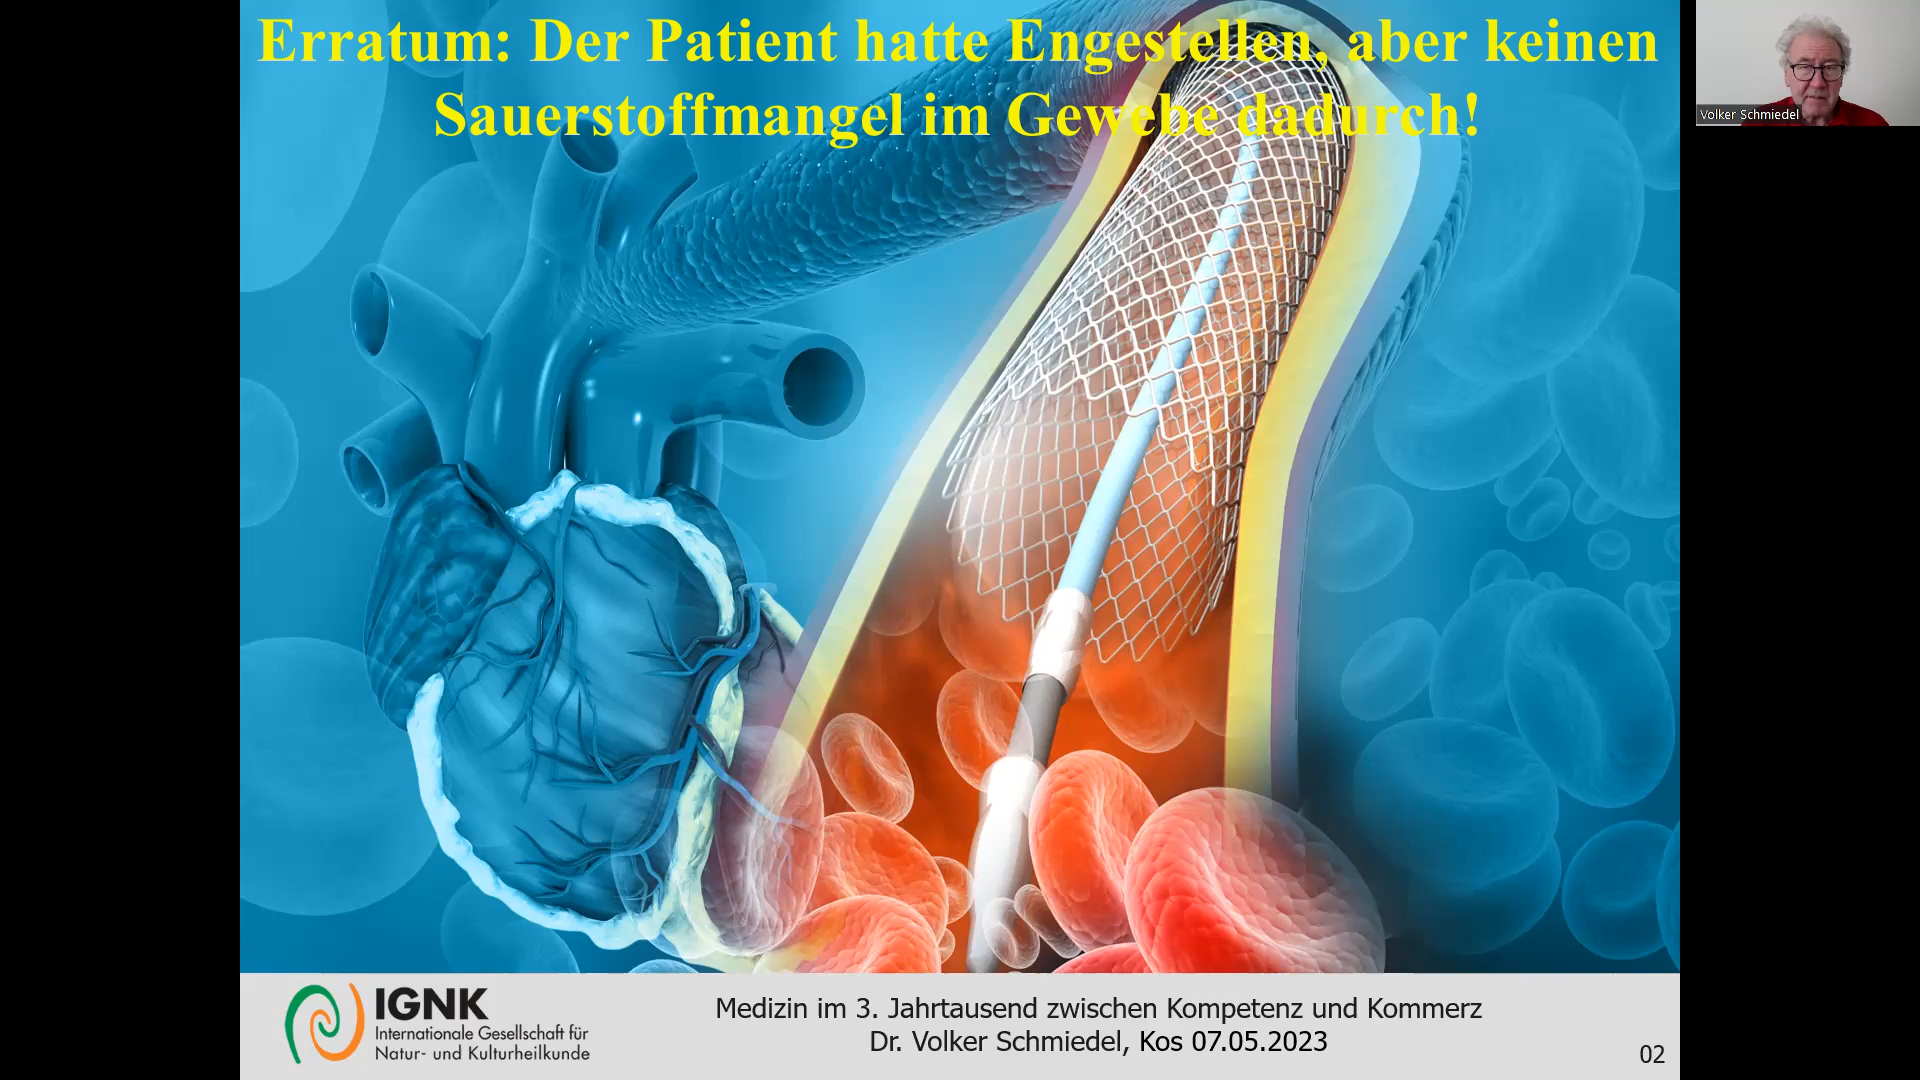 Erratum: Der Patient hatte Engestellen, aber keinen
Sauerstoffmangel im Gewebe dadurch!
Volker Schmiedel
IGNK
Internationale Gesellschaft für
Natur- und Kulturheilkunde
Medizin im 3. Jahrtausend zwischen Kompetenz und Kommerz
Dr. Volker Schmiedel, Kos 07.05.2023
02